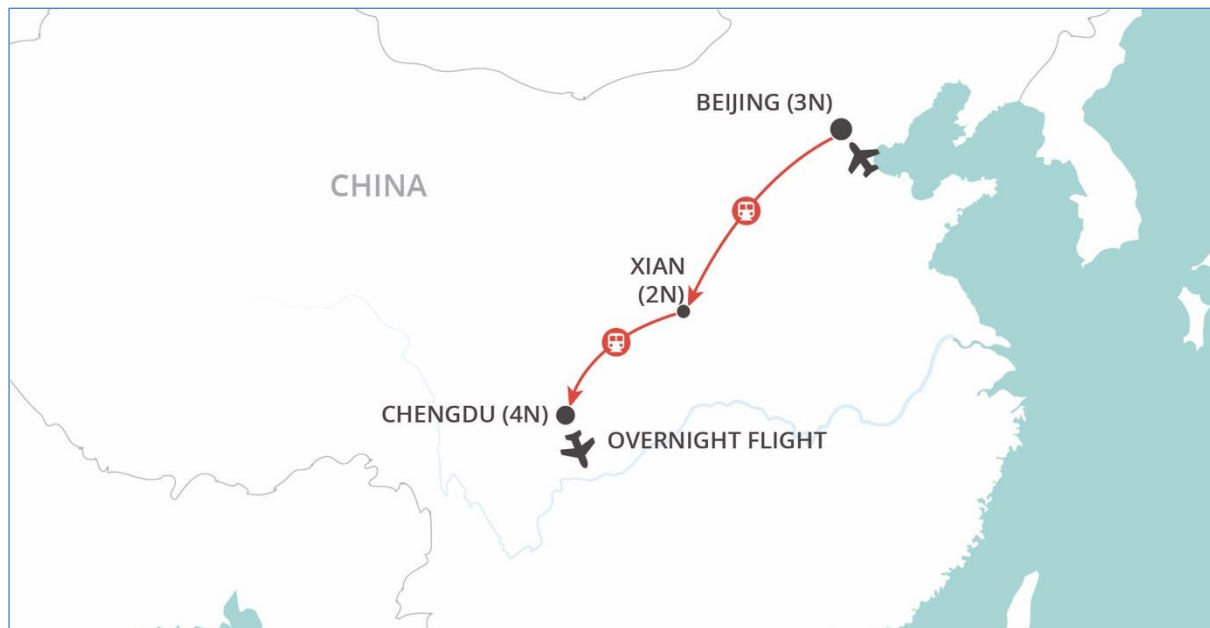 BEIJING (3N)
CHINA
XIAN
(2N)
CHENGDU (4N)
OVERNIGHT FLIGHT